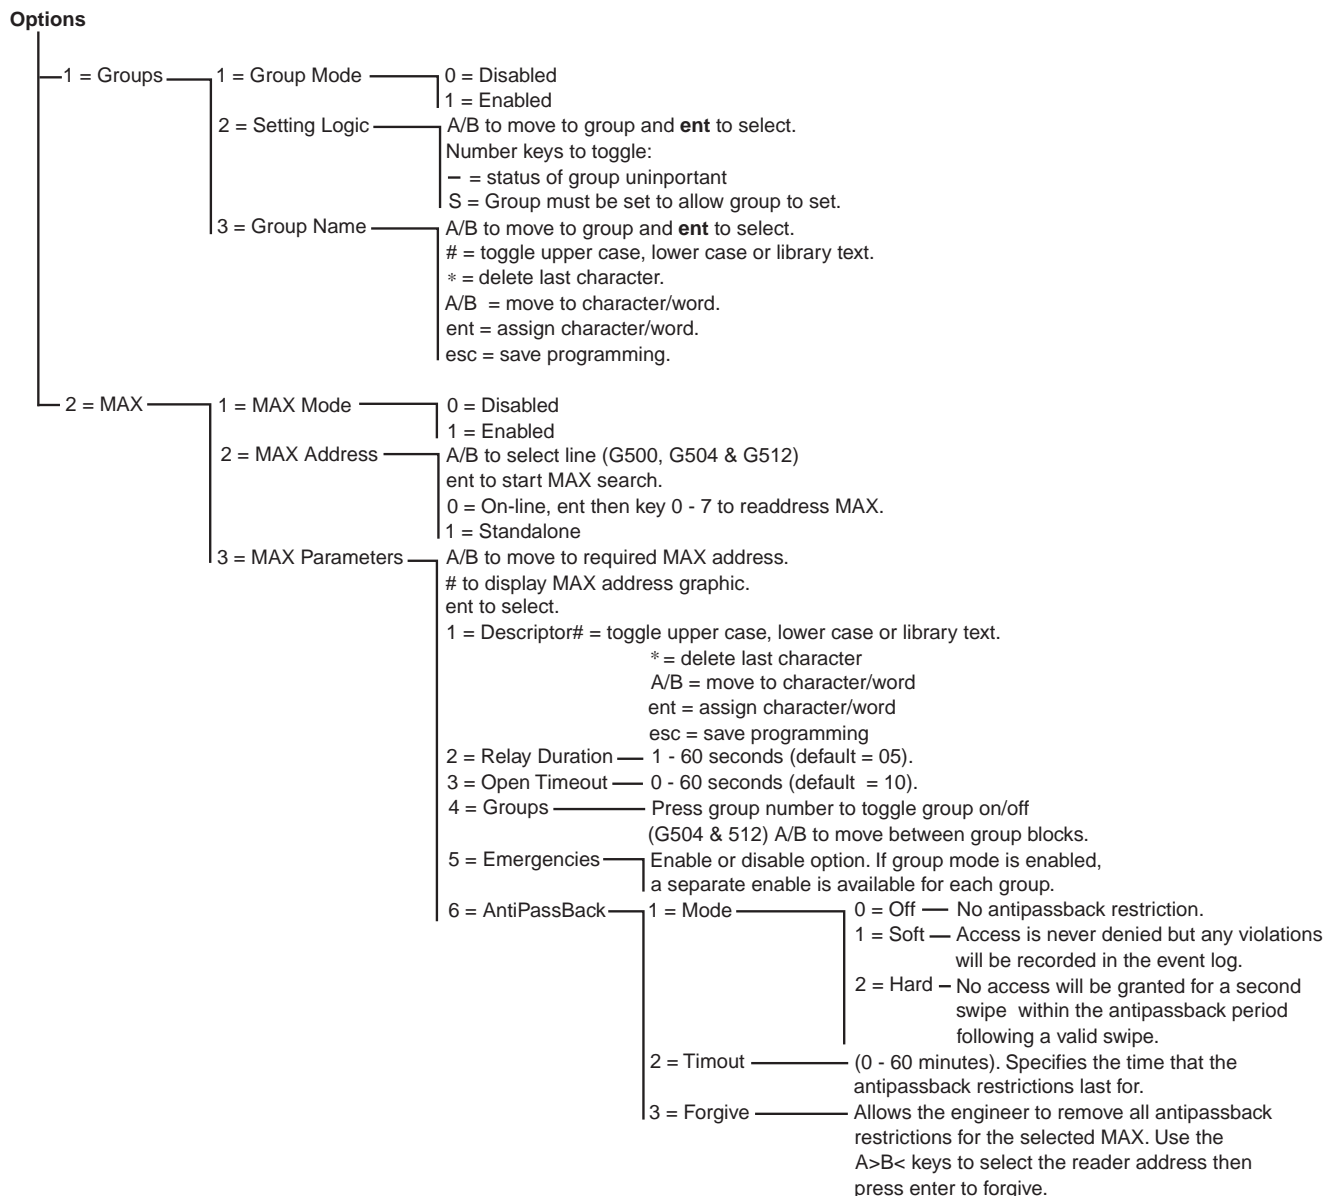 Options
1 = Groups 1 = Group Mode 0 = Disabled
1 = Enabled
2 = Setting Logic A/B to move to group and ent to select.
Number keys to toggle:
– = status of group uninportant
S = Group must be set to allow group to set.
3 = Group Name A/B to move to group and ent to select.
# = toggle upper case, lower case or library text.
* = delete last character.
A/B = move to character/word.
ent = assign character/word.
esc = save programming.
2 = MAX 1 = MAX Mode 0 = Disabled
1 = Enabled
2 = MAX Address A/B to select line (G500, G504 & G512)
ent to start MAX search.
0 = On-line, ent then key 0 - 7 to readdress MAX.
1 = Standalone
3 = MAX Parameters A/B to move to required MAX address.
# to display MAX address graphic.
ent to select.
1 = Descriptor# = toggle upper case, lower case or library text.
* = delete last character
A/B = move to character/word
ent = assign character/word
esc = save programming
2 = Relay Duration 1 - 60 seconds (default = 05).
3 = Open Timeout 0 - 60 seconds (default = 10).
4 = Groups Press group number to toggle group on/off
(G504 & 512) A/B to move between group blocks.
5 = Emergencies Enable or disable option. If group mode is enabled,
a separate enable is available for each group.
6 = AntiPassBack 1 = Mode 0 = Off No antipassback restriction.
1 = Soft Access is never denied but any violations
will be recorded in the event log.
2 = Hard No access will be granted for a second
swipe within the antipassback period
following a valid swipe.
2 = Timout (0 - 60 minutes). Specifies the time that the
antipassback restrictions last for.
3 = Forgive Allows the engineer to remove all antipassback
restrictions for the selected MAX. Use the
A>B< keys to select the reader address then
press enter to forgive.